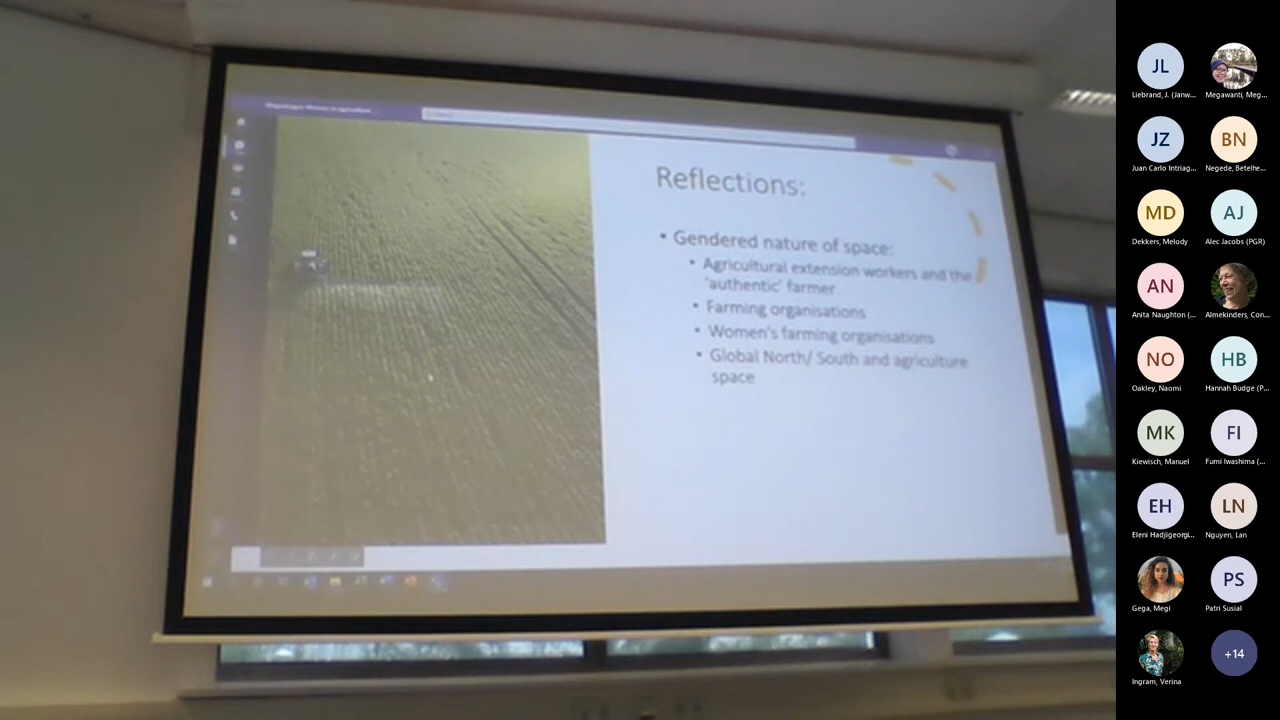 Reflections:
• Gendered nature of space:
• Agricultural extension workers and the
'authentic' farmer
• Farming organisations
• Women's farming organisations
• Global North/ South and agriculture
space
JL
Liebrand, J. (Janw...
Megawanti, Meg...
JZ
Juan Carlo Intriag...
BN
Negede, Betelhe...
MD
Dekkers, Melody
AJ
Alec Jacobs (PGR)
AN
Anita Naughton (...
Almekinders, Con...
NO
Oakley, Naomi
HB
Hannah Budge (P...
MK
Kiewisch, Manuel
FI
Fumi Iwashima (...
EH
Eleni Hadjigeorgi...
LN
Nguyen, Lan
Gega, Megi
PS
Patri Susial
Ingram, Verina
+14